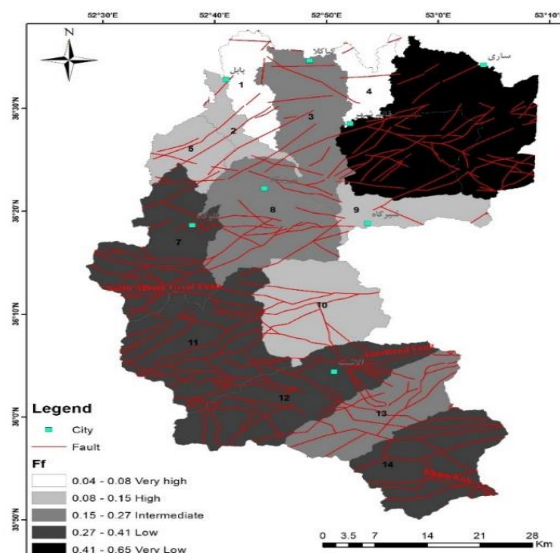 52°30'E 52°40'E 52°50'E 53°0'E 53°10'E
N
36°30'N
36°20'N
36°10'N
36°0'N
35°50'N
بابل
کیاکلا
ساری
1
4
3
2
5
8
9
شیرگاه
7
10
11
12
13
14
Legend
City
Fault
Ff
0.04 - 0.08 Very high
0.08 - 0.15 High
0.15 - 0.27 Intermediate
0.27 - 0.41 Low
0.41 - 0.65 Very Low
0 3.5 7 14 21 28
Km